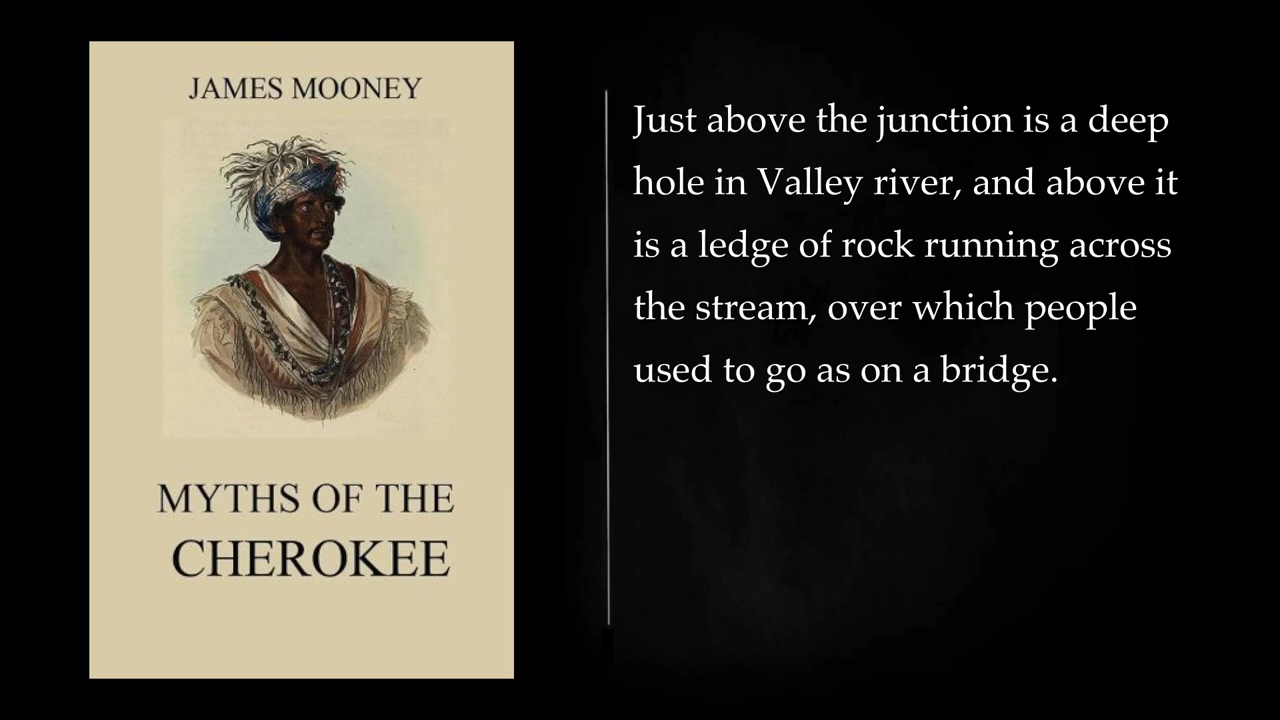 JAMES MOONEY
MYTHS OF THE
CHEROKEE
Just above the junction is a deep
hole in Valley river, and above it
is a ledge of rock running across
the stream, over which people
used to go as on a bridge.